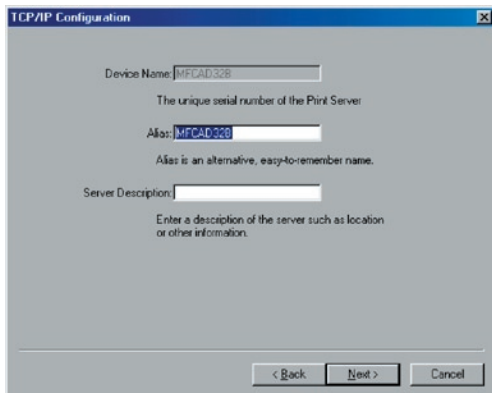 TCP/IP Configuration
Device Name: MFCAD328
The unique serial number of the Print Server
Alias: MFCAD328
Alias is an alternative, easy-to-remember name.
Server Description:
Enter a description of the server such as location
or other information.
< Back Next > Cancel